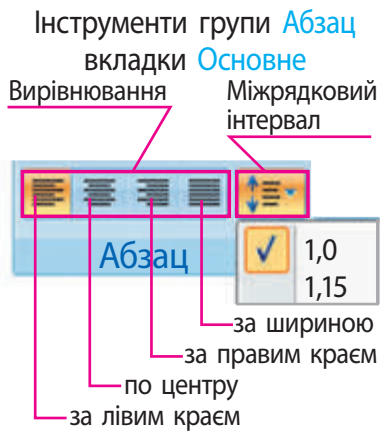 Інструменти групи Абзац
вкладки Основне
Вирівнювання
Міжрядковий
інтервал
Абзац
1,0
1,15
за шириною
за правим краєм
по центру
за лівим краєм